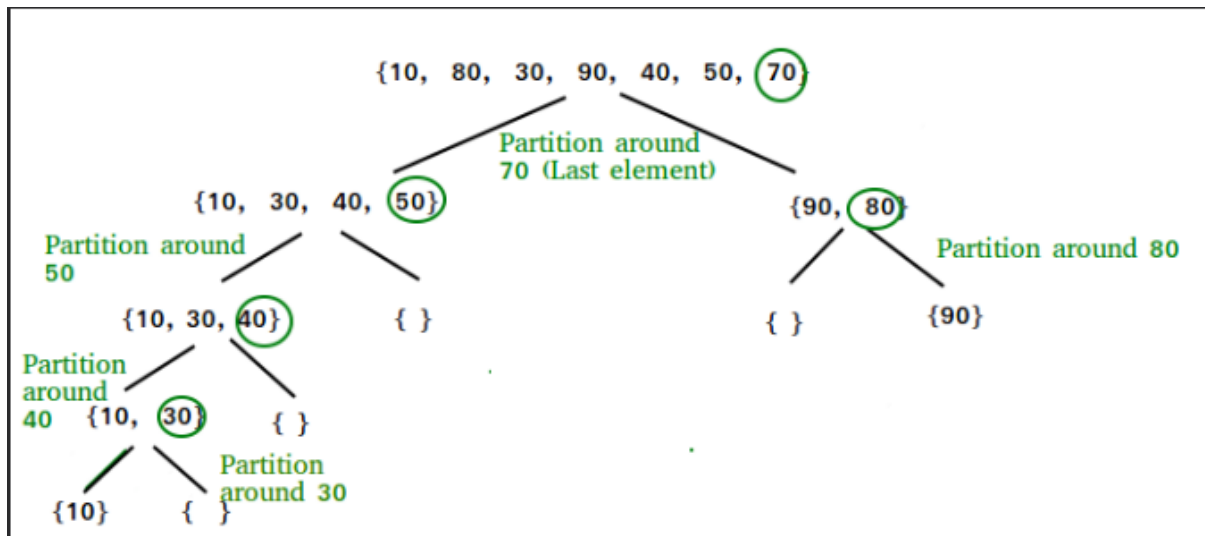 {10, 80, 30, 90, 40, 50, 70}
Partition around
70 (Last element)
{10, 30, 40, 50}
{90, 80}
Partition around
50
Partition around 80
{10, 30, 40}
{ }
{ }
{90}
Partition
around
40
{10, 30}
{ }
Partition
around 30
{10}
{ }